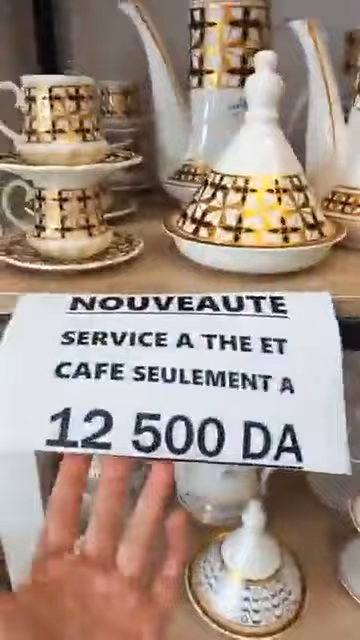 NOUVEAUTE
SERVICE A THE ET
CAFE SEULEMENT A
12 500 DA